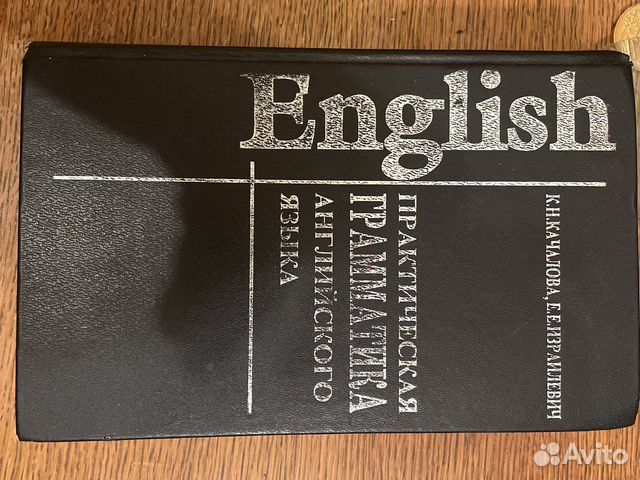 English
К.Н.КАЧАЛОВА, Е.Е.ИЗРАИЛЕВИЧ
ПРАКТИЧЕСКАЯ
ГРАММАТИКА
АНГЛИЙСКОГО
ЯЗЫКА
Avito